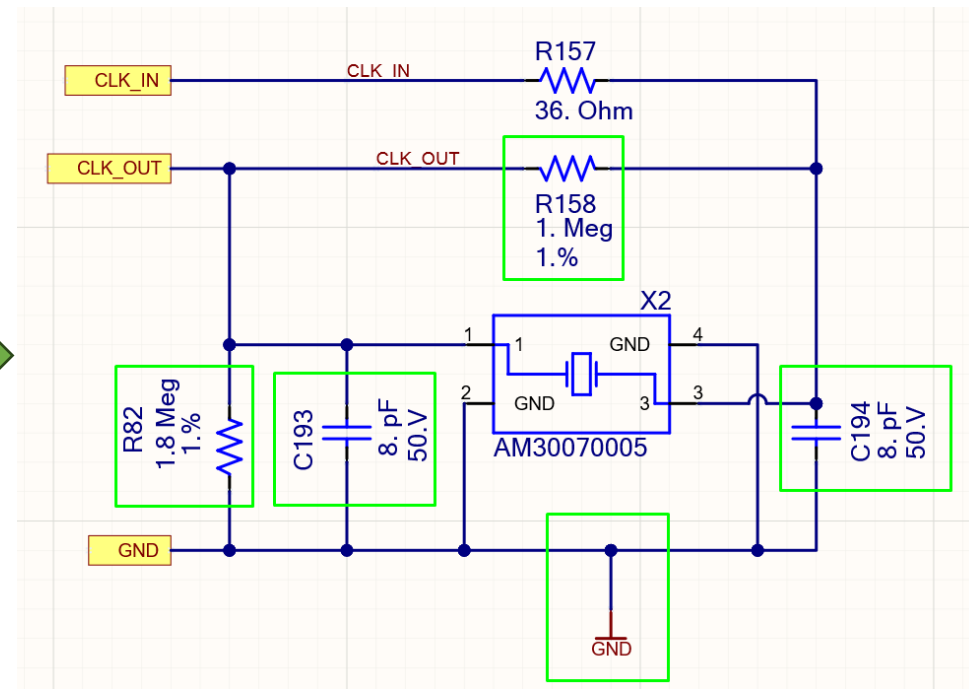 R157
CLK_IN
CLK_IN
36. Ohm
CLK_OUT
CLK_OUT
R158
1. Meg
1.%
X2
1
1
GND
4
2
GND
3
3
AM30070005
R82
1.8 Meg
1.%
C193
8. pF
50.V
C194
8. pF
50.V
GND
GND